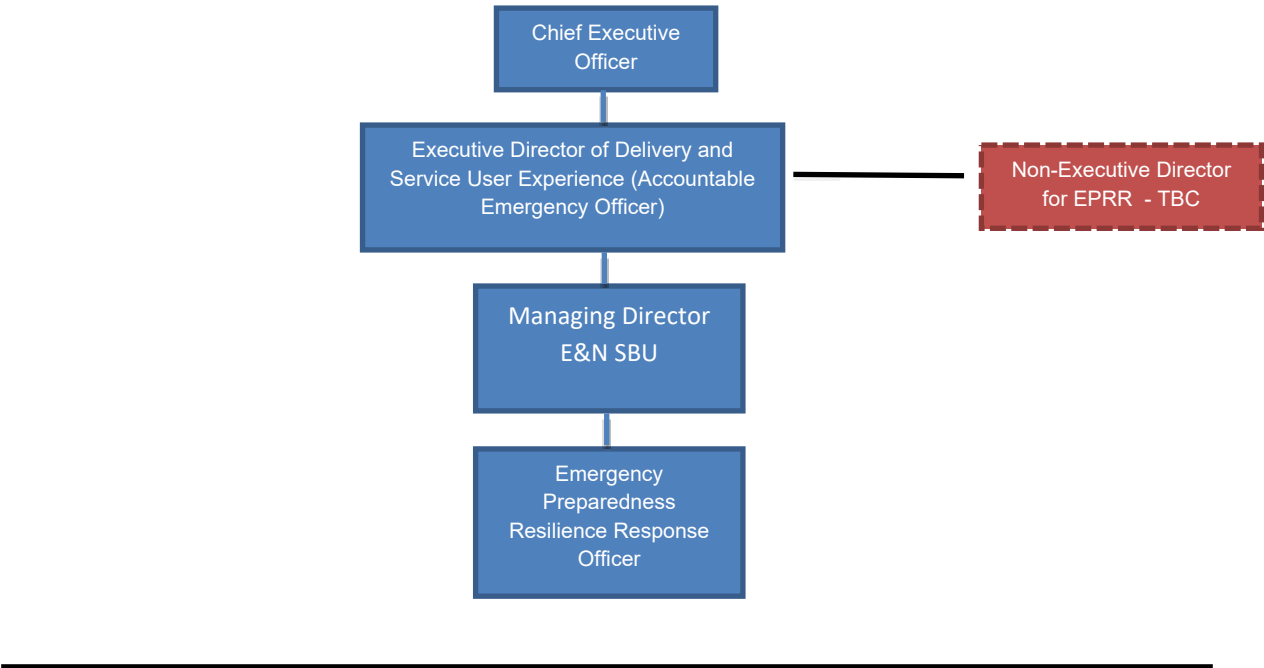 Chief Executive
Officer
Executive Director of Delivery and
Service User Experience (Accountable
Emergency Officer)
Non-Executive Director
for EPRR - TBC
Managing Director
E&N SBU
Emergency
Preparedness
Resilience Response
Officer